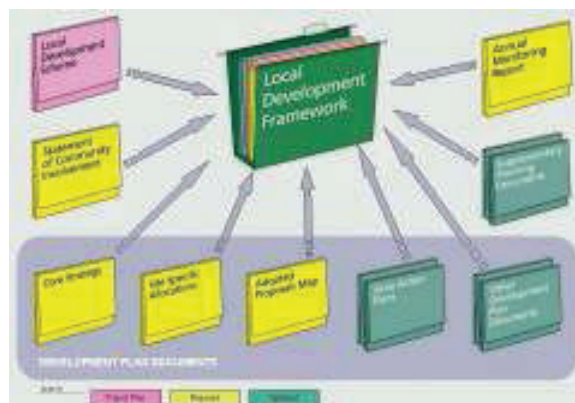 Local
Development
Scheme
Local
Development
Framework
Annual
Monitoring
Report
Statement
of Community
Involvement
Supplementary
Planning
Documents
Core Strategy
Site Specific
Allocations
Adopted
Proposals Map
Area Action
Plans
Other
Development
Plan
Documents
DEVELOPMENT PLAN DOCUMENTS
Required
Optional